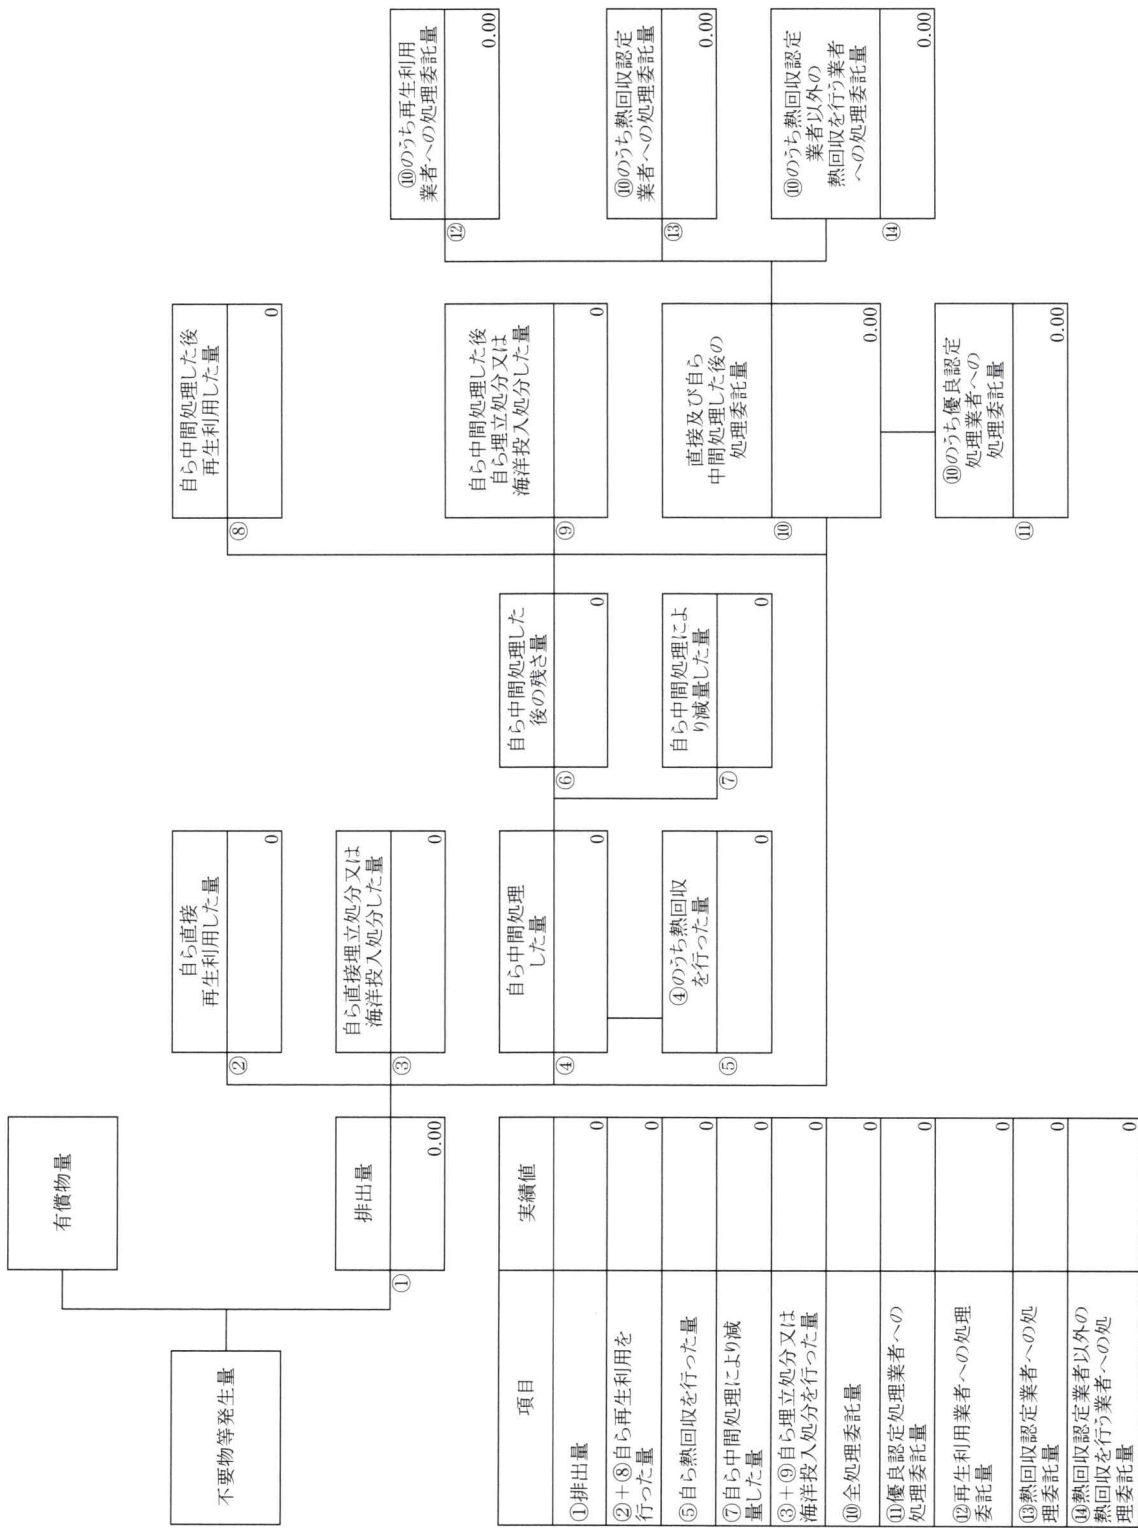 不要物等発生量
有償物量
排出量
①
0.00
自ら直接
再生利用した量
②
0
自ら直接埋立処分又は
海洋投入処分した量
③
0
自ら中間処理
した量
④
0
④のうち熱回収
を行った量
⑤
0
自ら中間処理した
後の残さ量
⑥
0
自ら中間処理によ
り減量した量
⑦
0
自ら中間処理した後
再生利用した量
⑧
0
自ら中間処理した後
自ら埋立処分又は
海洋投入処分した量
⑨
0
直接及び自ら
中間処理した後の
処理委託量
⑩
0.00
⑩のうち優良認定
処理業者への
処理委託量
⑪
0.00
⑩のうち再生利用
業者への処理委託量
⑫
0.00
⑩のうち熱回収認定
業者への処理委託量
⑬
0.00
⑩のうち熱回収認定
業者以外の
熱回収を行う業者
への処理委託量
⑭
0.00
項目 実績値
①排出量 0
②+⑧自ら再生利用を
行った量 0
⑤自ら熱回収を行った量 0
⑦自ら中間処理により減
量した量 0
③+⑨自ら埋立処分又は
海洋投入処分を行った量 0
⑩全処理委託量 0
⑪優良認定処理業者への
処理委託量 0
⑫再生利用業者への処理
委託量 0
⑬熱回収認定業者への処
理委託量 0
⑭熱回収認定業者以外の
熱回収を行う業者への処
理委託量 0